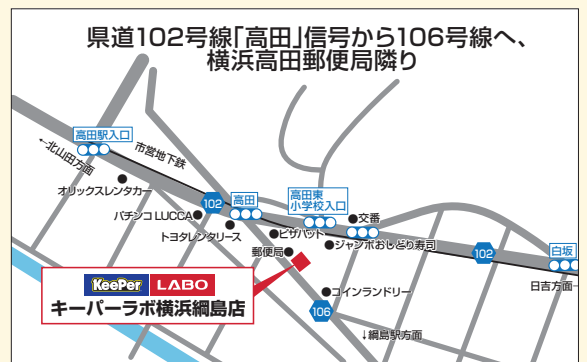 県道102号線「高田」信号から106号線へ、
横浜高田郵便局隣り
高田駅入口
←北山田方面
市営地下鉄
オリックスレンタカー
102
高田
高田東
小学校入口
交番
パチンコ LUCCA
トヨタレンタリース
ピザハット
ジャンボおしどり寿司
郵便局
102
白坂
日吉方面→
KeePer LABO
キーパーラボ横浜綱島店
コインランドリー
106
↓綱島駅方面